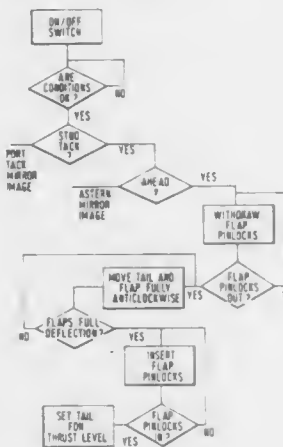 ON/OFF
SWITCH
ARE
CONDITIONS
OK ?
NO
YES
STBD
TACK
?
YES
PORT
TACK
MIRROR
IMAGE
AHEAD
?
YES
ASTERN
MIRROR
IMAGE
WITHDRAW
FLAP
PINLOCKS
MOVE TAIL AND
FLAP FULLY
ANTICLOCKWISE
YES
FLAP
PINLOCKS
OUT ?
FLAPS FULL
DEFLECTION?
NO
YES
INSERT
FLAP
PINLOCKS
SET TAIL
FOR
THRUST LEVEL
YES
FLAP
PINLOCKS
IN ?
NO